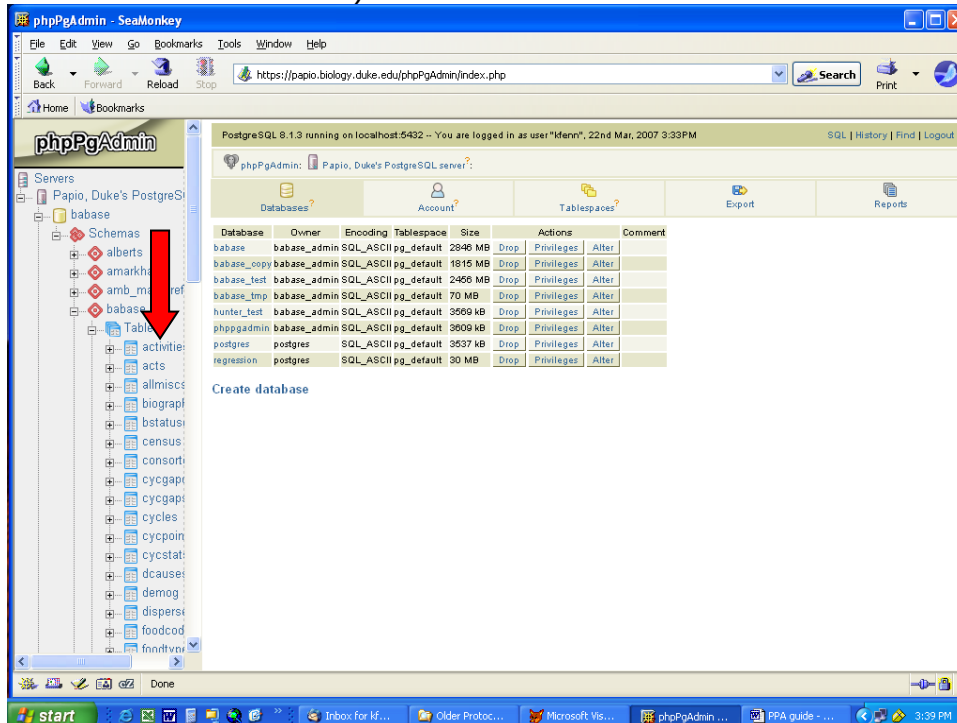 phpPgAdmin - SeaMonkey
File Edit View Go Bookmarks Tools Window Help
Back Forward Reload Stop https://papio.biology.duke.edu/phpPgAdmin/index.php Search Print
Home Bookmarks
phpPgAdmin
Servers
Papio, Duke's PostgreS
babase
Schemas
alberts
amarkha
amb_ma ref
babase
Table
activitie
acts
allmiscs
biograp
bstatus
census
consort
cycgap
cycgaps
cycles
cycpoin
cycstat
dcause
demog
disperse
foodcod
foodtyp
PostgreSQL 8.1.3 running on localhost:5432 -- You are logged in as user "kfenn", 22nd Mar, 2007 3:33PM SQL | History | Find | Logout
phpPgAdmin: Papio, Duke's PostgreSQL server?:
Databases? Account? Tablespaces? Export Reports
Database Owner Encoding Tablespace Size Actions Comment
babase babase_admin SQL_ASCII pg_default 2846 MB Drop Privileges Alter
babase_copy babase_admin SQL_ASCII pg_default 1815 MB Drop Privileges Alter
babase_test babase_admin SQL_ASCII pg_default 2456 MB Drop Privileges Alter
babase_tmp babase_admin SQL_ASCII pg_default 70 MB Drop Privileges Alter
hunter_test babase_admin SQL_ASCII pg_default 3569 kB Drop Privileges Alter
phppgadmin babase_admin SQL_ASCII pg_default 3609 kB Drop Privileges Alter
postgres postgres SQL_ASCII pg_default 3537 kB Drop Privileges Alter
regression postgres SQL_ASCII pg_default 30 MB Drop Privileges Alter
Create database
Done
start Inbox for kf... Older Protoc... Microsoft Vis... phpPgAdmin ... PPA guide - ... 3:39 PM